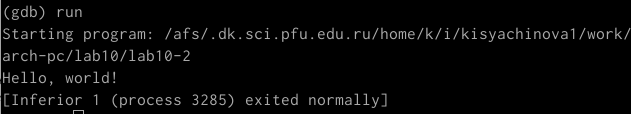 (gdb) run
Starting program: /afs/.dk.sci.pfu.edu.ru/home/k/i/kisyachinova1/work/
arch-pc/lab10/lab10-2
Hello, world!
[Inferior 1 (process 3285) exited normally]